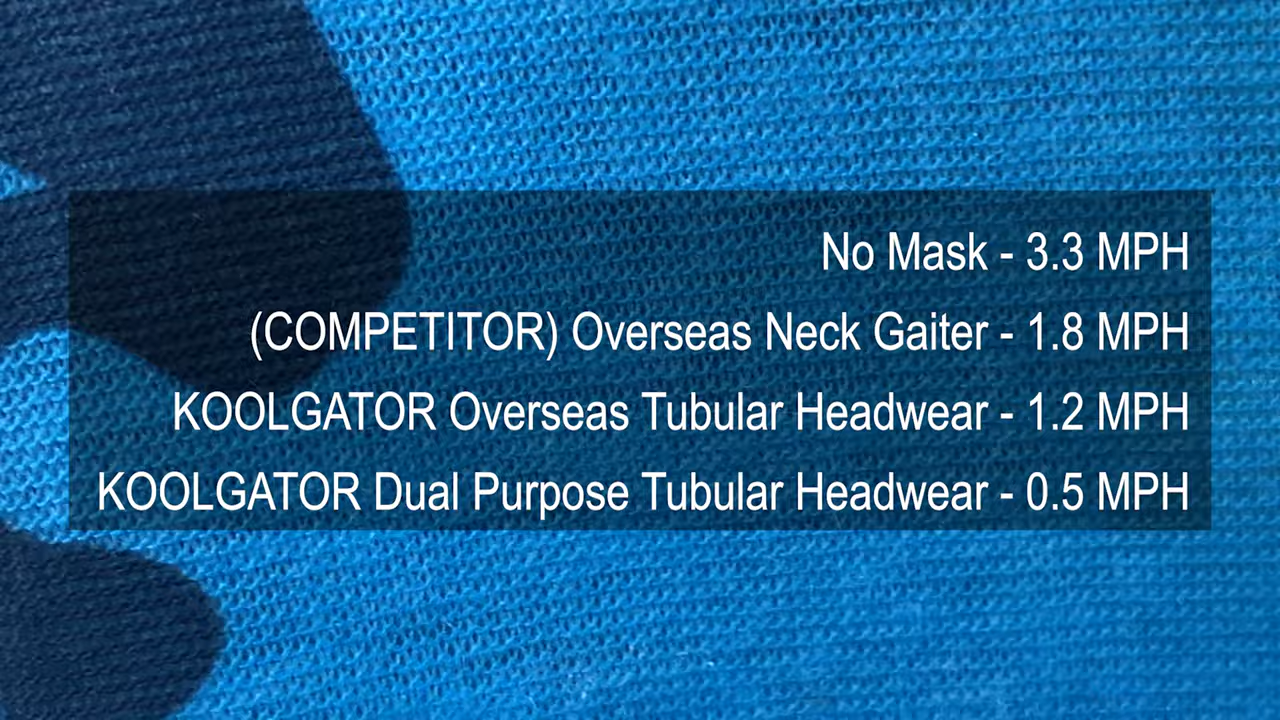 No Mask - 3.3 MPH
(COMPETITOR) Overseas Neck Gaiter - 1.8 MPH
KOOLGATOR Overseas Tubular Headwear - 1.2 MPH
KOOLGATOR Dual Purpose Tubular Headwear - 0.5 MPH